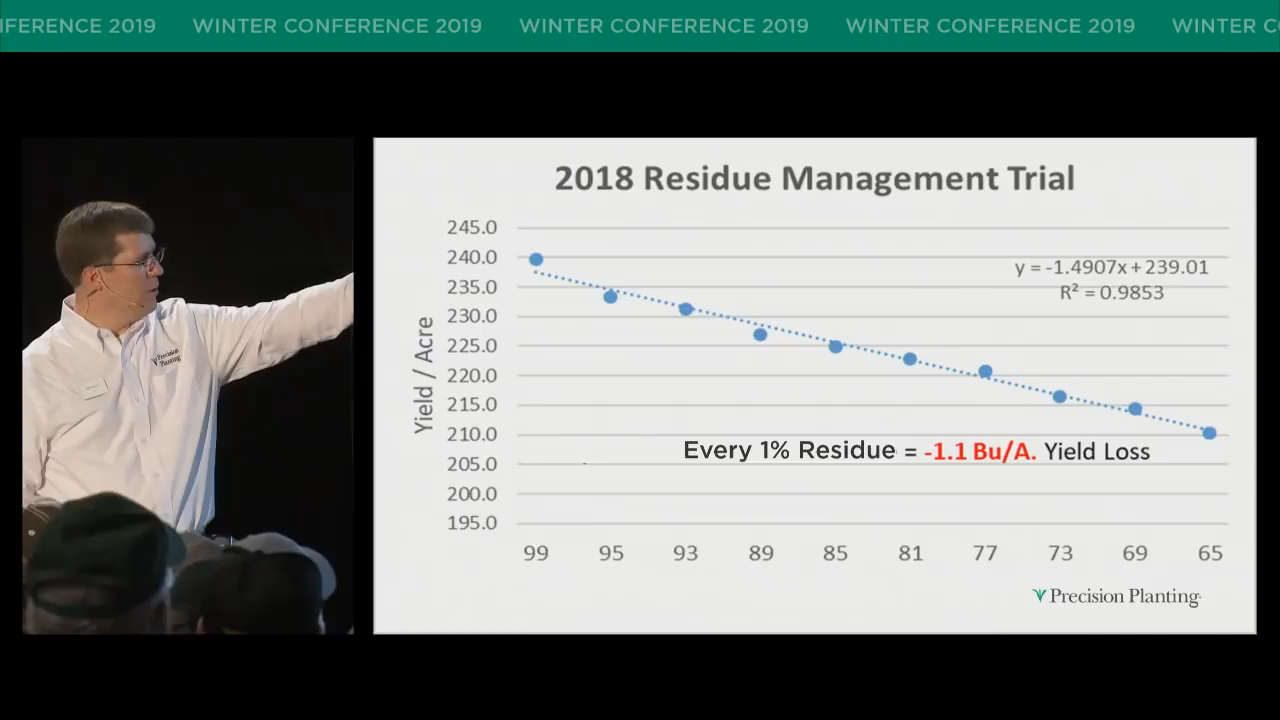 NFERENCE 2019 WINTER CONFERENCE 2019 WINTER CONFERENCE 2019 WINTER CONFERENCE 2019 WINTER C
2018 Residue Management Trial
245.0
240.0
235.0
230.0
225.0
220.0
215.0
210.0
205.0
200.0
195.0
Yield / Acre
y = -1.4907x + 239.01
R² = 0.9853
Every 1% Residue = -1.1 Bu/A. Yield Loss
99 95 93 89 85 81 77 73 69 65
Precision Planting
Precision
Planting